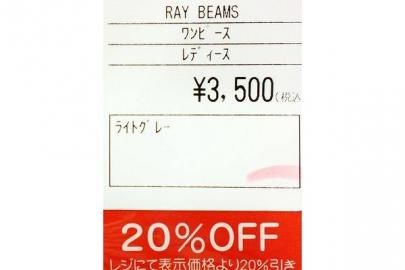 RAY BEAMS
ワンピース
レディース
¥3,500(税込
ライトグレー
20%OFF
レジにて表示価格より20%引き